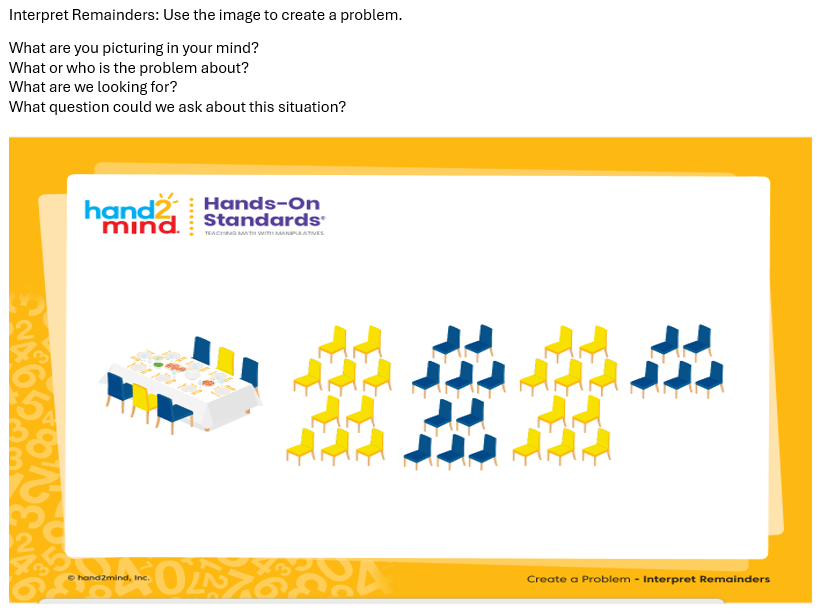 Interpret Remainders: Use the image to create a problem.
What are you picturing in your mind?
What or who is the problem about?
What are we looking for?
What question could we ask about this situation?
hand2mind.
Hands-On
Standards®
TEACHING MATH WITH MANIPULATIVES
© hand2mind, Inc.
Create a Problem - Interpret Remainders